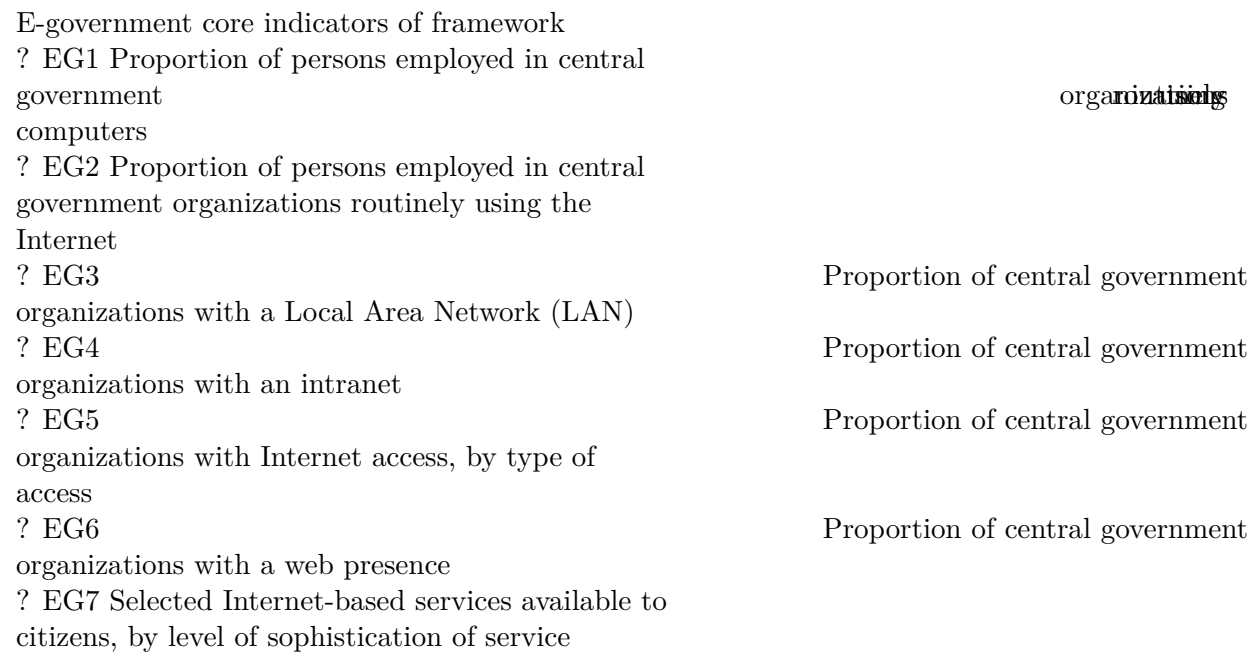 E-government core indicators of framework
? EG1 Proportion of persons employed in central
government
computers
? EG2 Proportion of persons employed in central
government organizations routinely using the
Internet
? EG3 Proportion of central government
organizations with a Local Area Network (LAN)
? EG4 Proportion of central government
organizations with an intranet
? EG5 Proportion of central government
organizations with Internet access, by type of
access
? EG6 Proportion of central government
organizations with a web presence
? EG7 Selected Internet-based services available to
citizens, by level of sophistication of service